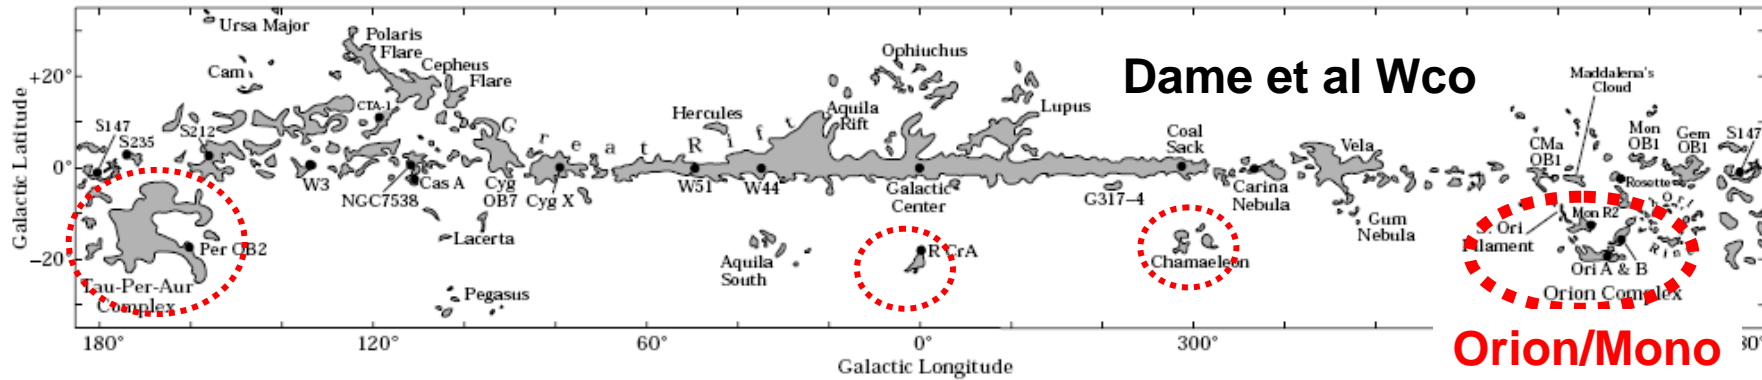 Ursa Major
Polaris
Flare
Cepheus
Flare
Cam
CTA-1
S147
S235
S212
W3
NGC7538
Cas A
Cyg
OB7
Cyg X
Lacerta
Pegasus
Per OB2
Tau-Per-Aur
Complex
Great Rift
Hercules
W51
W44
Aquila
Rift
Aquila
South
Ophiuchus
Galactic
Center
R CrA
Lupus
Dame et al Wco
G317-4
Coal
Sack
Chamaeleon
Carina
Nebula
Vela
Gum
Nebula
Maddalena's
Cloud
CMa
OB1
Mon
OB1
Gem
OB1
S147
Rosette
Mon R2
S. Ori
Filament
Ori
Ori A & B
Orion Complex
Orion/Mono
+20°
0°
−20°
Galactic Latitude
180°
120°
60°
0°
300°
Galactic Longitude